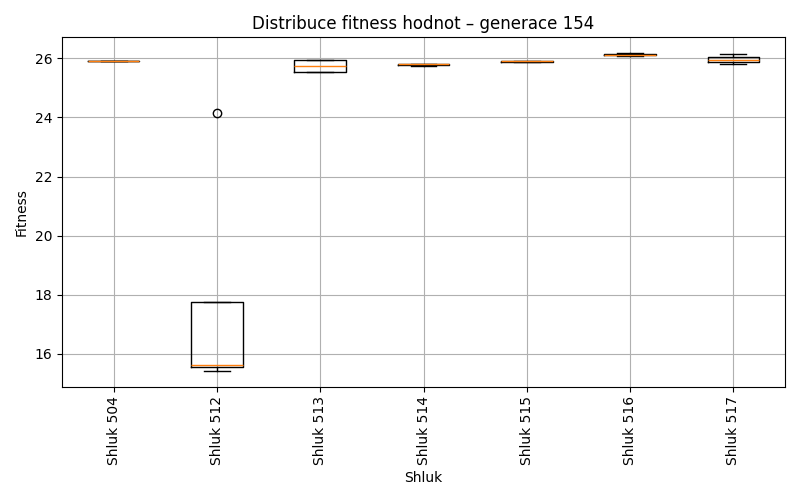 Distribuce fitness hodnot – generace 154
Fitness
26
24
22
20
18
16
Shluk 504
Shluk 512
Shluk 513
Shluk 514
Shluk 515
Shluk 516
Shluk 517
Shluk